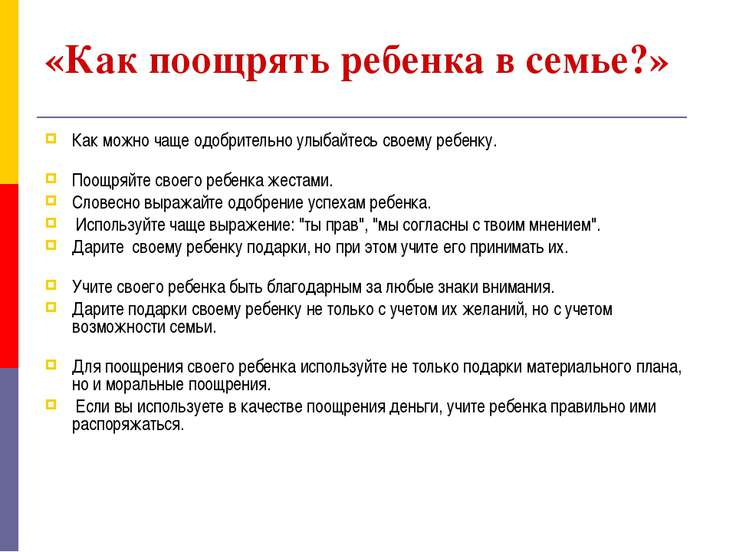 «Как поощрять ребенка в семье?»
Как можно чаще одобрительно улыбайтесь своему ребенку.
Поощряйте своего ребенка жестами.
Словесно выражайте одобрение успехам ребенка.
Используйте чаще выражение: "ты прав", "мы согласны с твоим мнением".
Дарите своему ребенку подарки, но при этом учите его принимать их.
Учите своего ребенка быть благодарным за любые знаки внимания.
Дарите подарки своему ребенку не только с учетом их желаний, но с учетом
возможности семьи.
Для поощрения своего ребенка используйте не только подарки материального плана,
но и моральные поощрения.
Если вы используете в качестве поощрения деньги, учите ребенка правильно ими
распоряжаться.